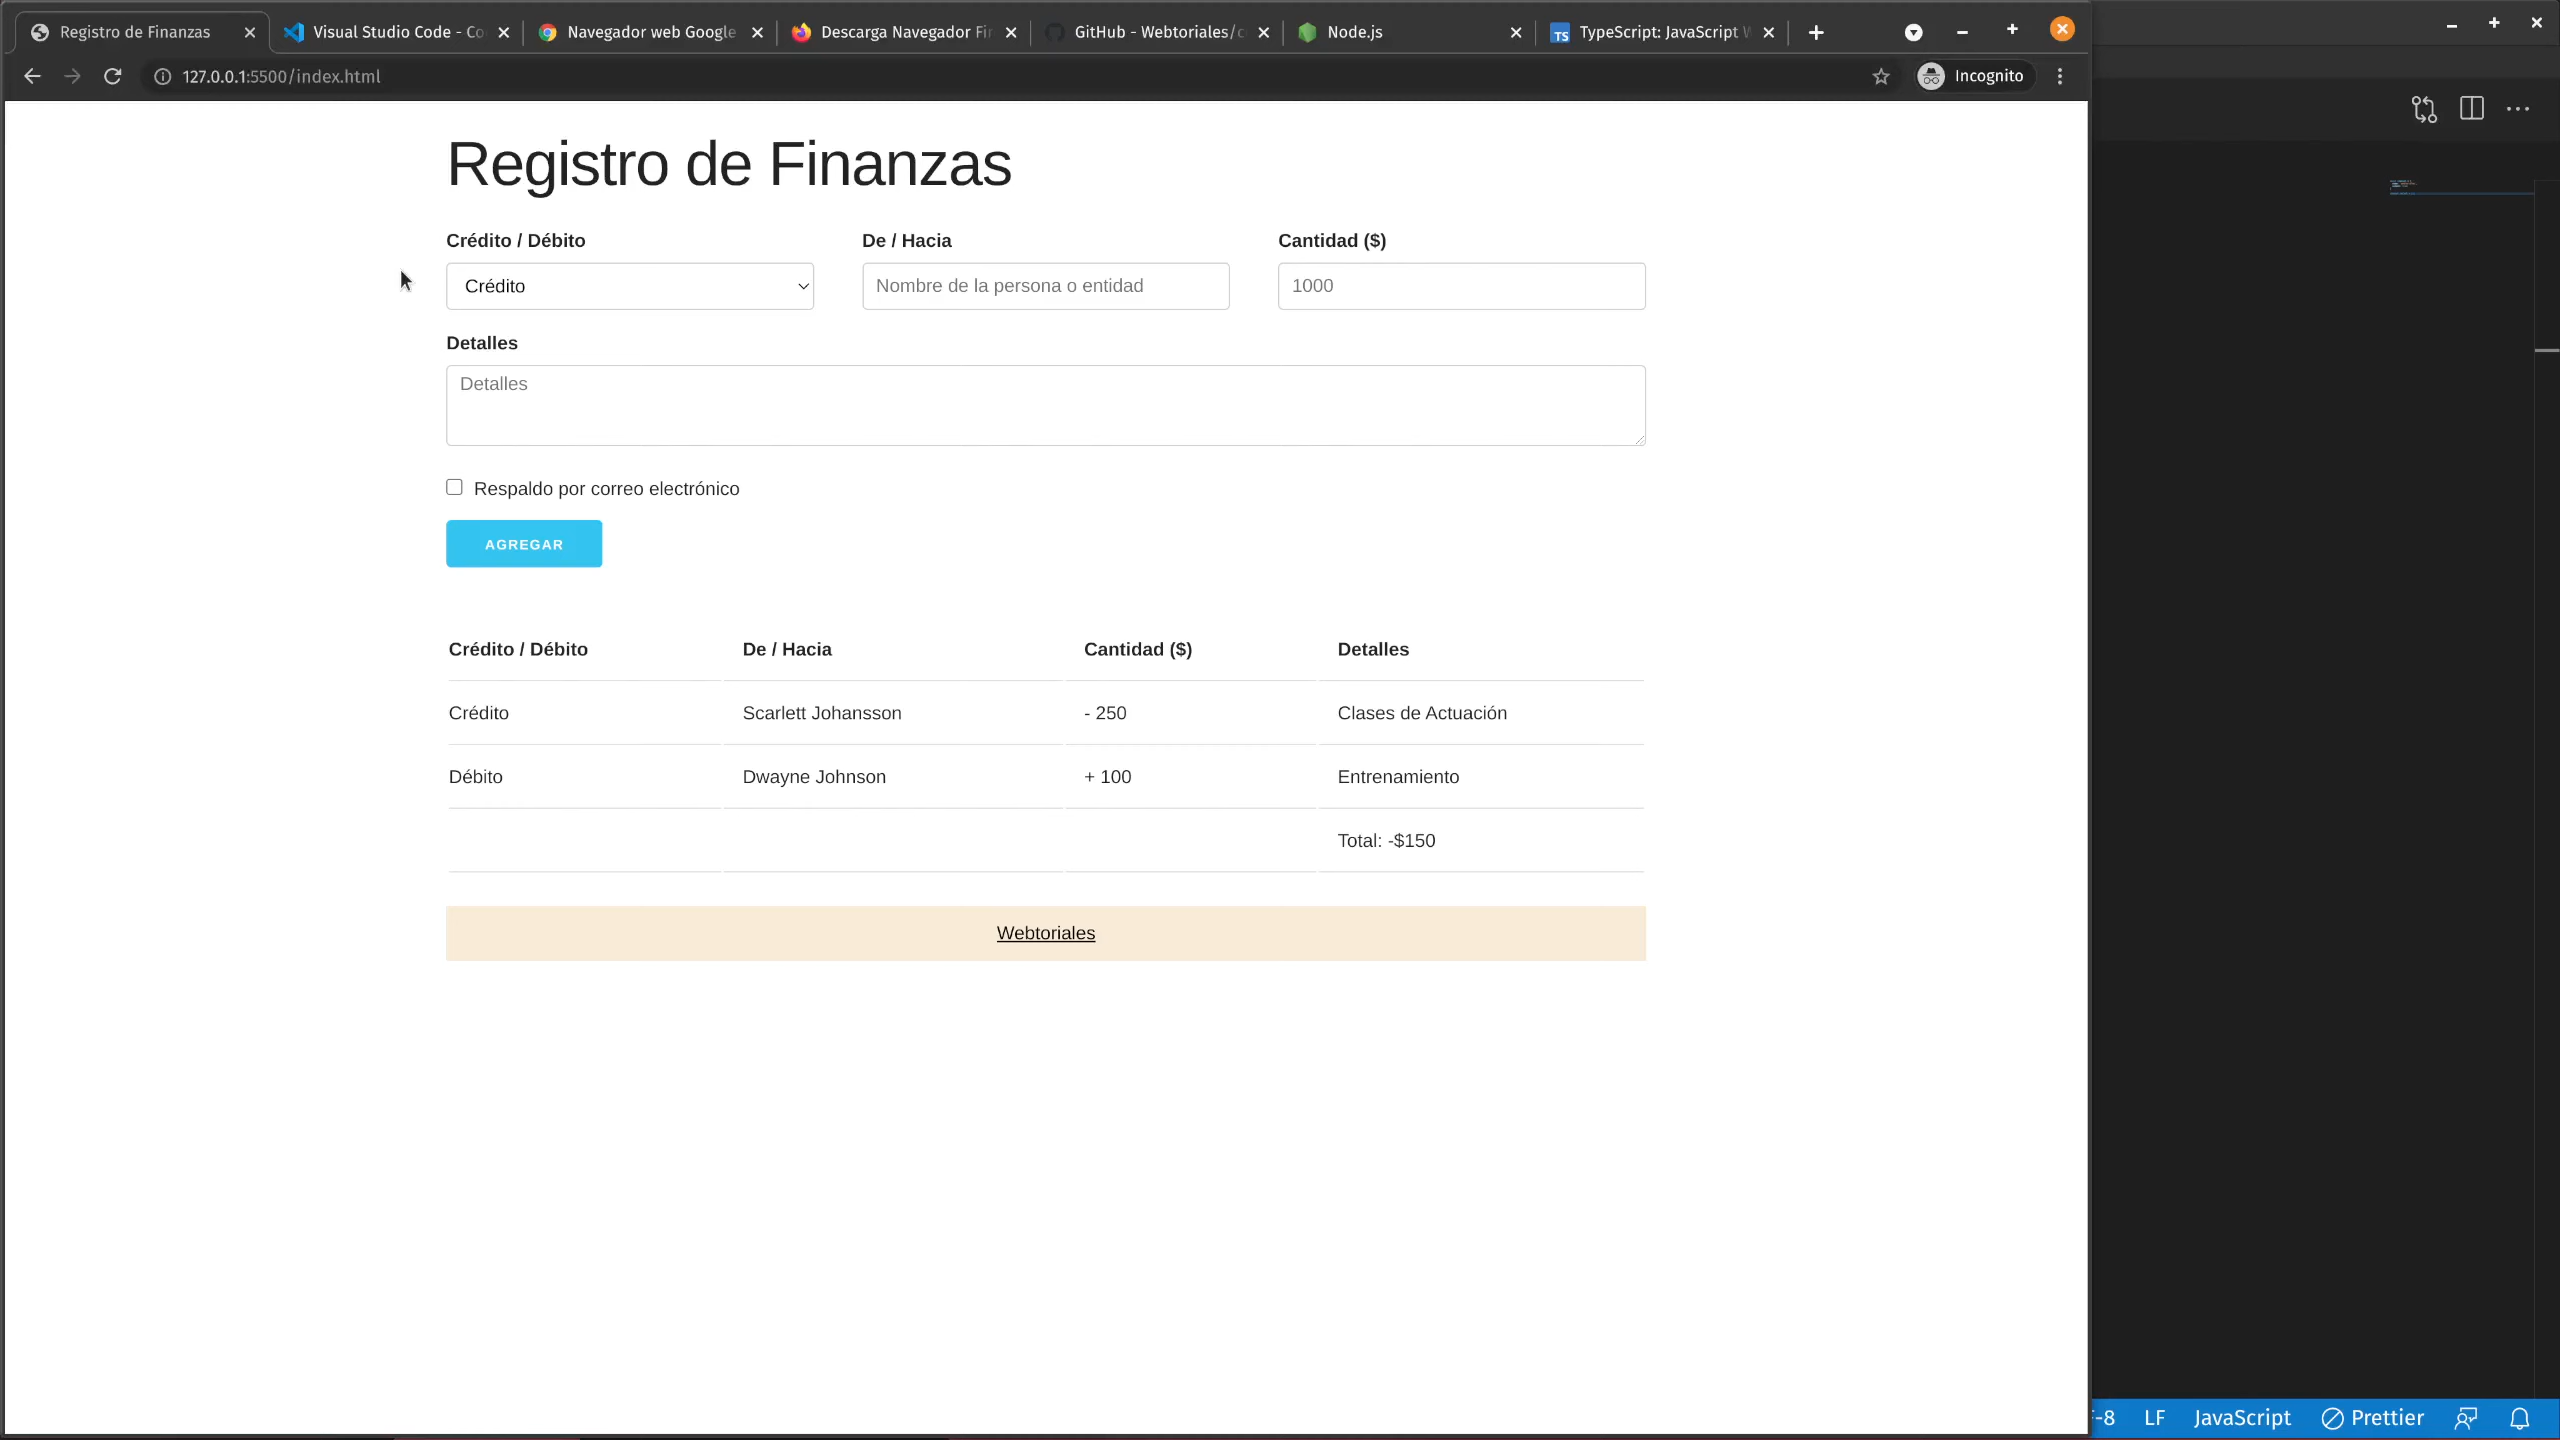 Registro de Finanzas
Visual Studio Code - Co
Navegador web Google
Descarga Navegador Fir
GitHub - Webtoriales/c
Node.js
TypeScript: JavaScript W
127.0.0.1:5500/index.html
Incognito
Registro de Finanzas
Crédito / Débito De / Hacia Cantidad ($)
Crédito Nombre de la persona o entidad 1000
Detalles
Detalles
Respaldo por correo electrónico
AGREGAR
Crédito / Débito De / Hacia Cantidad ($) Detalles
Crédito Scarlett Johansson - 250 Clases de Actuación
Débito Dwayne Johnson + 100 Entrenamiento
Total: -$150
Webtoriales
-8 LF JavaScript Prettier